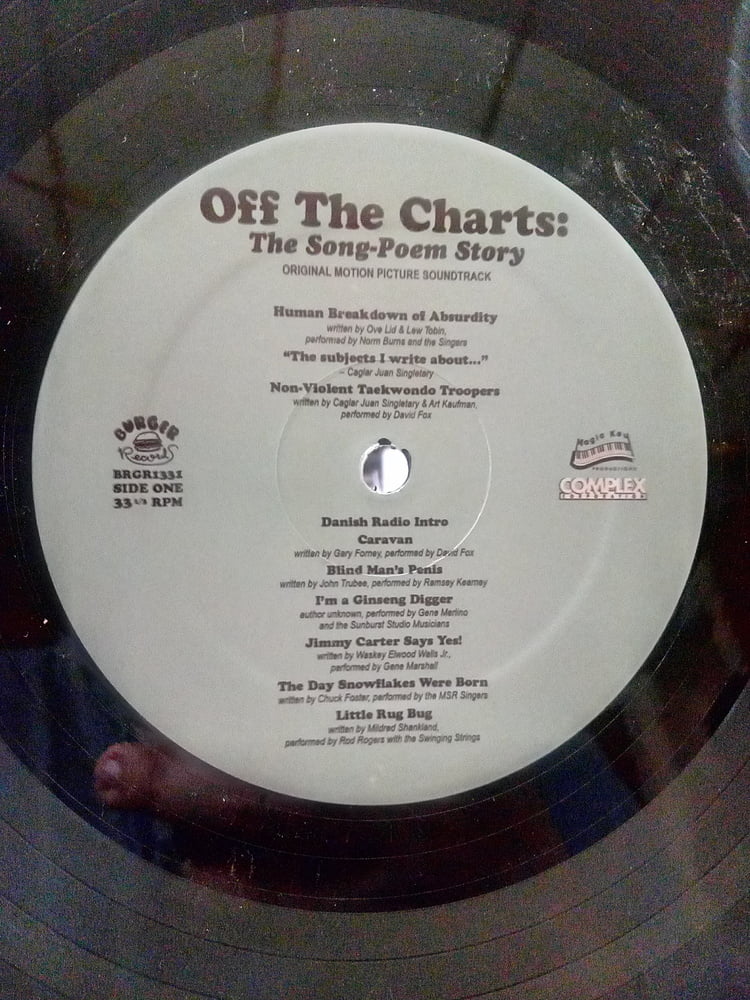 Off The Charts:
The Song-Poem Story
ORIGINAL MOTION PICTURE SOUNDTRACK
Human Breakdown of Absurdity
written by Ove Lid & Lew Tobin,
performed by Norm Burns and the Singers
“The subjects I write about...”
– Caglar Juan Singletary
Non-Violent Taekwondo Troopers
written by Caglar Juan Singletary & Art Kaufman,
performed by David Fox
BURGER
Records
BRGR1331
SIDE ONE
33 1/3 RPM
Magic Key
PRODUCTIONS
COMPLEX
Danish Radio Intro
Caravan
written by Gary Forney, performed by David Fox
Blind Man's Penis
written by John Trubee, performed by Ramsey Kearney
I'm a Ginseng Digger
author unknown, performed by Gene Merlino
and the Sunburst Studio Musicians
Jimmy Carter Says Yes!
written by Waskey Elwood Walls Jr.,
performed by Gene Marshall
The Day Snowflakes Were Born
written by Chuck Foster, performed by the MSR Singers
Little Rug Bug
written by Mildred Shankland,
performed by Rod Rogers with the Swinging Strings